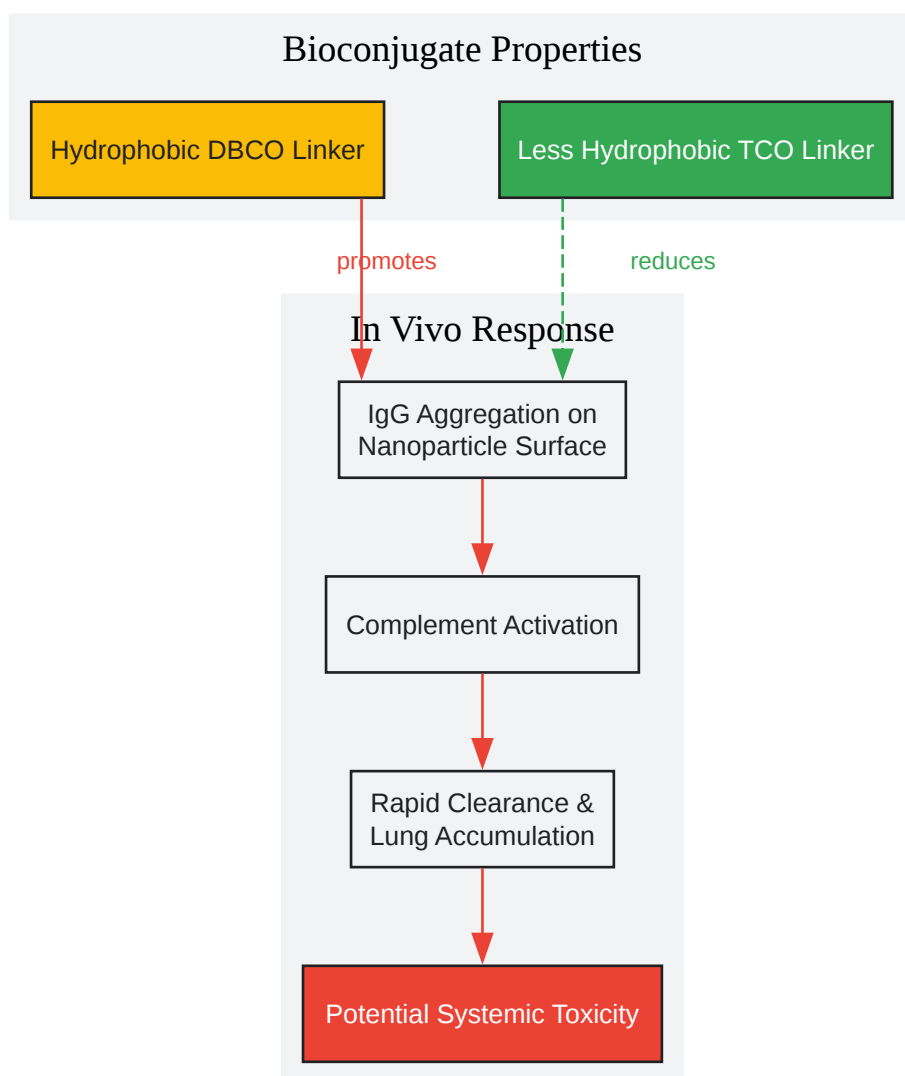 Bioconjugate Properties
Hydrophobic DBCO Linker
Less Hydrophobic TCO Linker
promotes
reduces
In Vivo Response
IgG Aggregation on
Nanoparticle Surface
Complement Activation
Rapid Clearance &
Lung Accumulation
Potential Systemic Toxicity